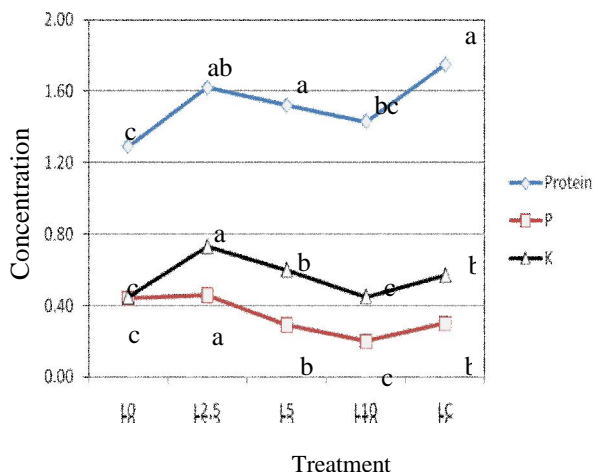 2.00
a
ab
1.60
a
bc
c
1.20
Concentration
Protein
P
K
0.80
a
b
b
c
c
0.40
c
a
b
c
b
0.00
Treatment